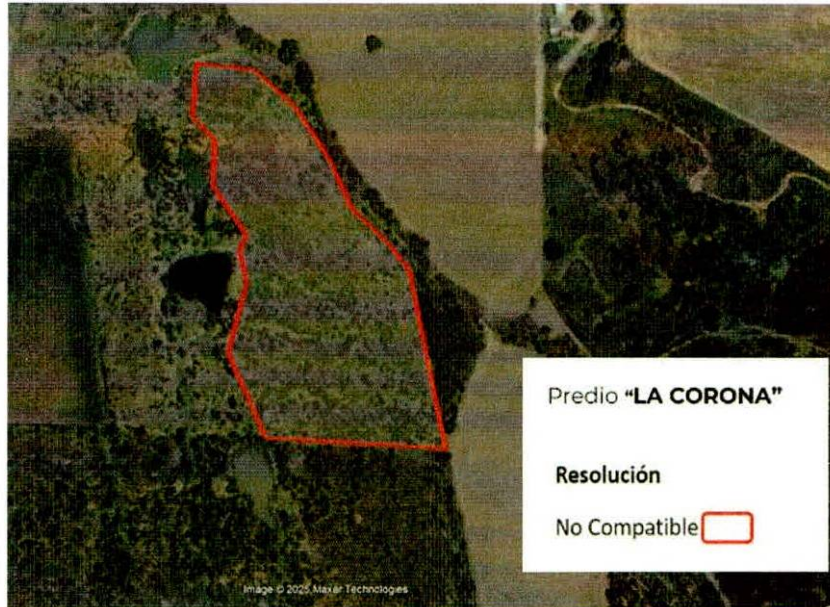 Predio “LA CORONA”
Resolución
No Compatible
Image © 2025 Maxar Technologies